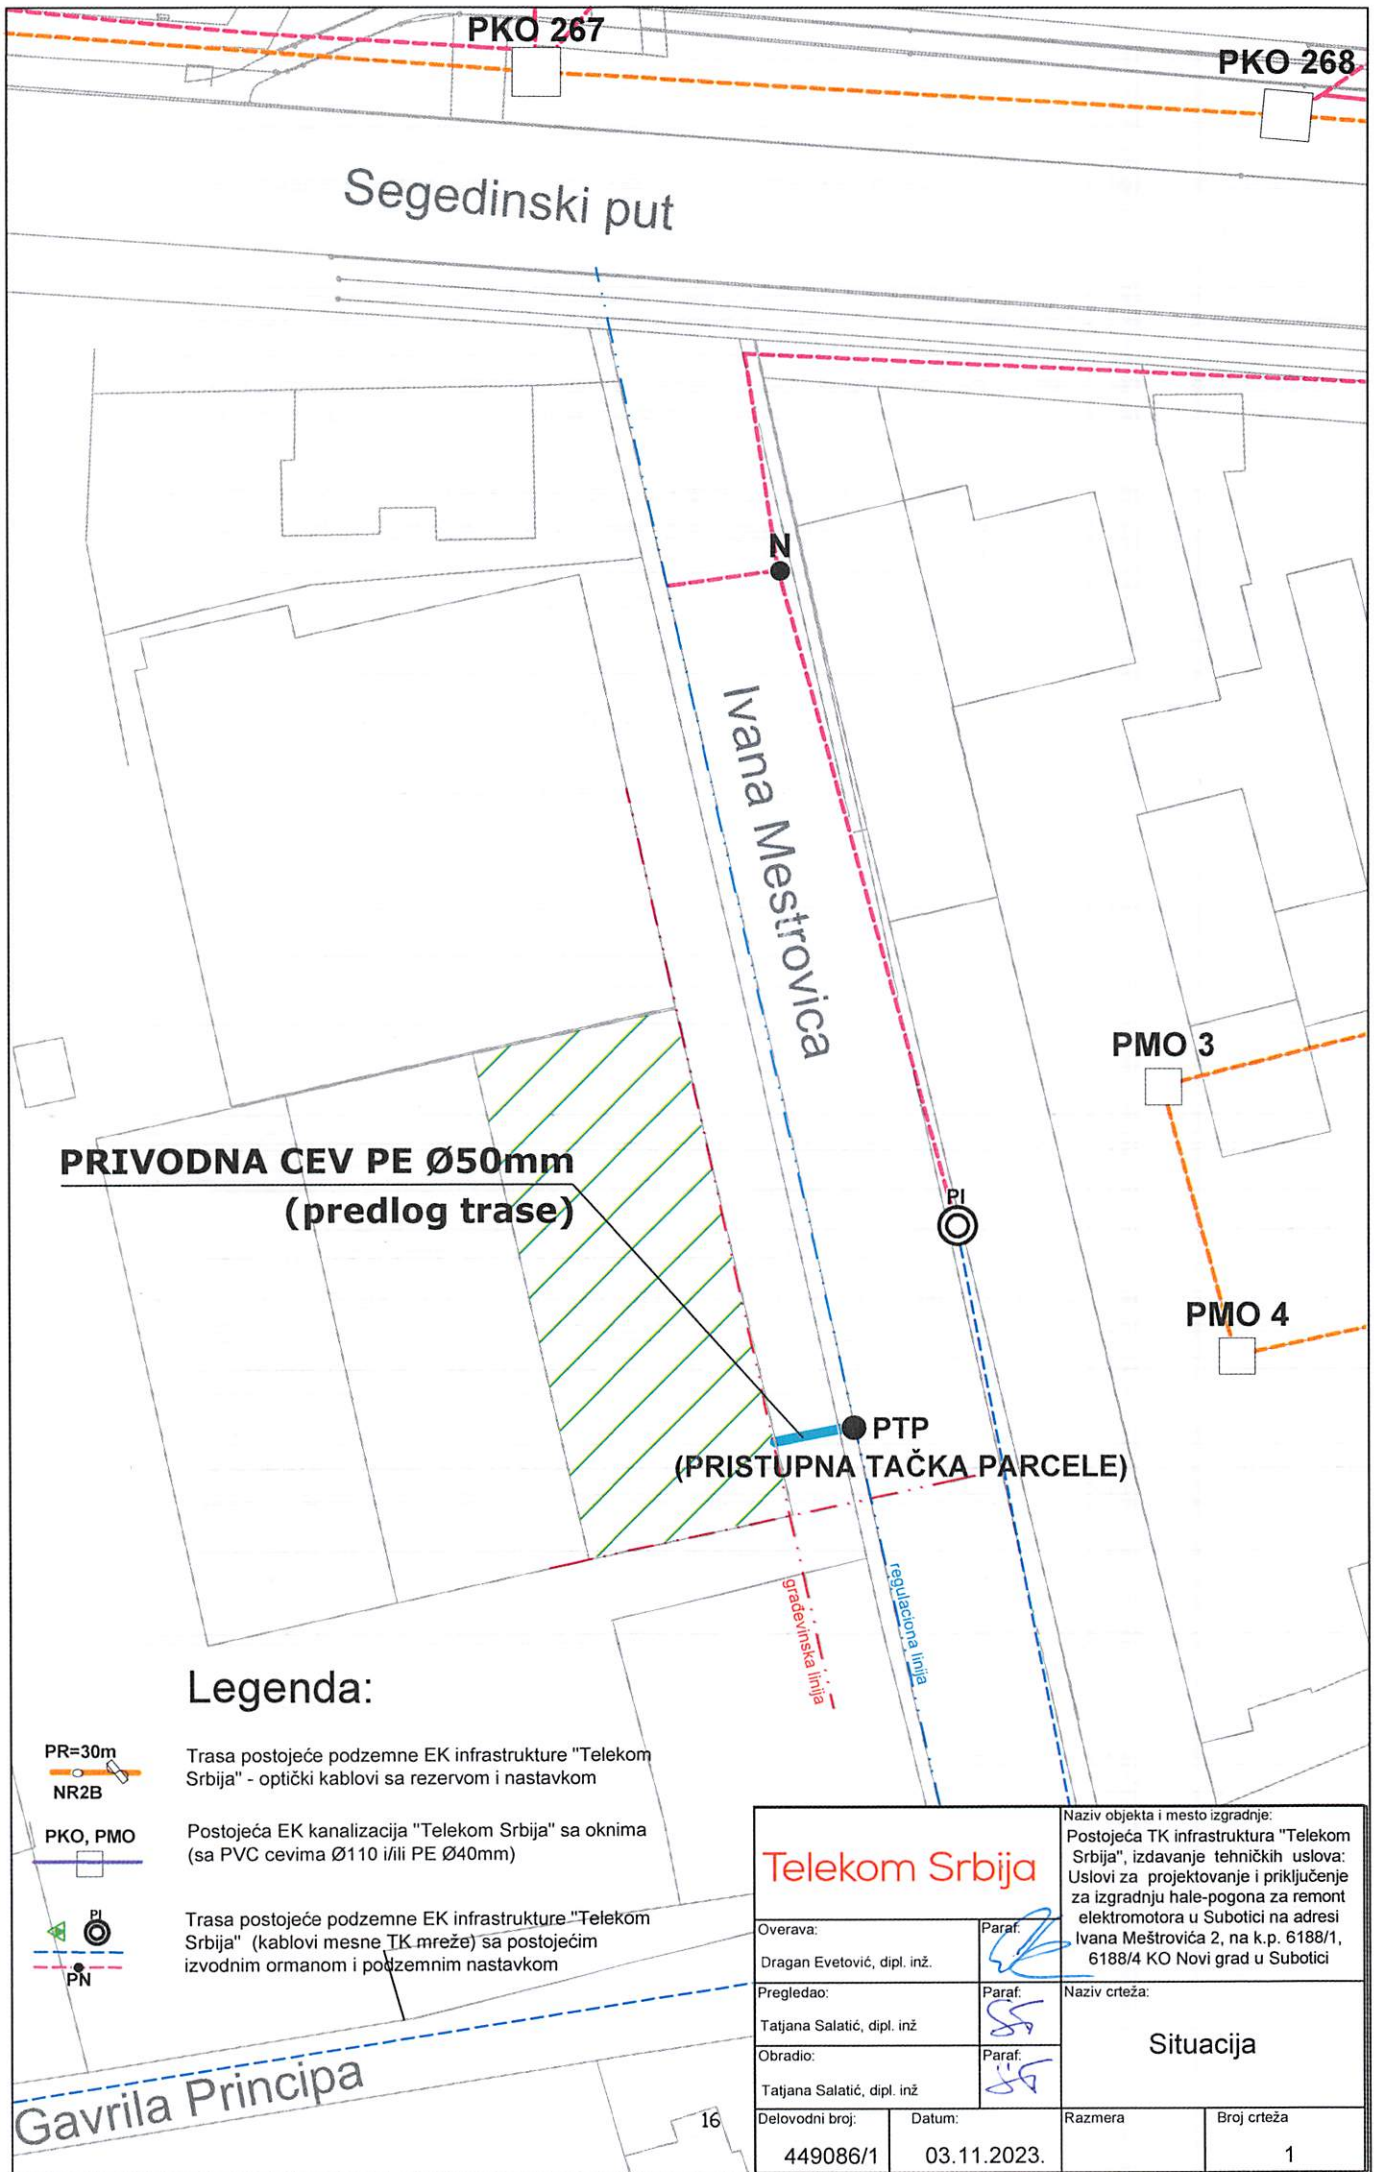 PKO 267
PKO 268
Segedinski put
N
Ivana Mestrovica
PMO 3
PRIVODNA CEV PE Ø50mm
(predlog trase)
PI
PMO 4
PTP
(PRISTUPNA TAČKA PARCELE)
građevinska linija
regulaciona linija
Legenda:
PR=30m
NR2B
Trasa postojeće podzemne EK infrastrukture "Telekom
Srbija" - optički kablovi sa rezervom i nastavkom
PKO, PMO
Postojeća EK kanalizacija "Telekom Srbija" sa oknima
(sa PVC cevima Ø110 i/ili PE Ø40mm)
PI
PN
Trasa postojeće podzemne EK infrastrukture "Telekom
Srbija" (kablovi mesne TK mreže) sa postojećim
izvodnim ormanom i podzemnim nastavkom
Gavrila Principa
16
Telekom Srbija
Naziv objekta i mesto izgradnje:
Postojeća TK infrastruktura "Telekom
Srbija", izdavanje tehničkih uslova:
Uslovi za projektovanje i priključenje
za izgradnju hale-pogona za remont
elektromotora u Subotici na adresi
Ivana Meštrovića 2, na k.p. 6188/1,
6188/4 KO Novi grad u Subotici
Overava:
Paraf:
Dragan Evetović, dipl. inž.
Pregledao:
Paraf:
Tatjana Salatić, dipl. inž
Obradio:
Paraf:
Tatjana Salatić, dipl. inž
Naziv crteža:
Situacija
Delovodni broj:
449086/1
Datum:
03.11.2023.
Razmera
Broj crteža
1